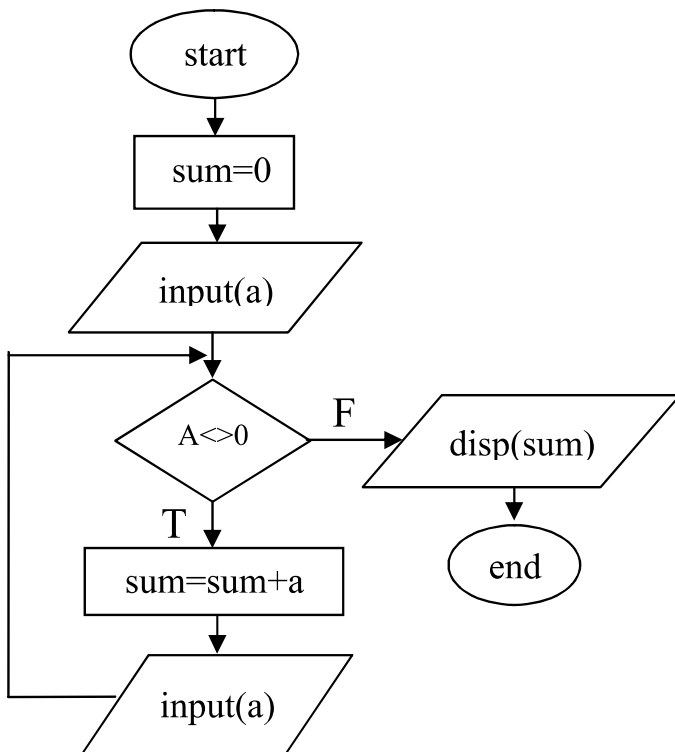 start
sum=0
input(a)
A<>0
F
disp(sum)
T
end
sum=sum+a
input(a)